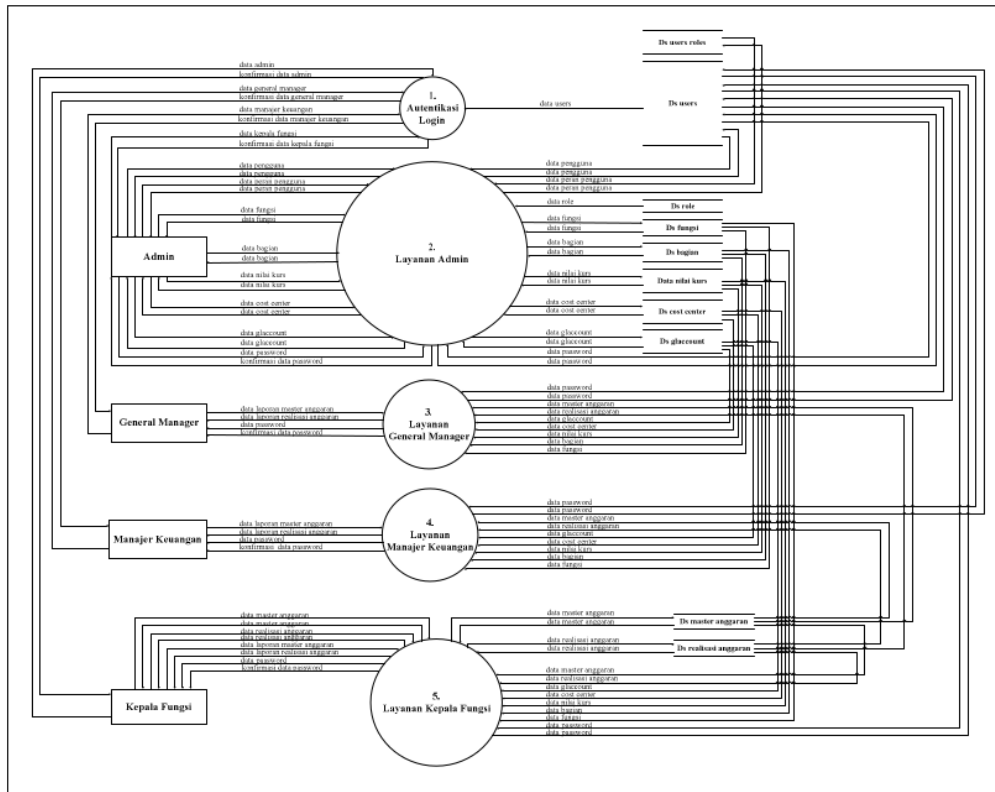 data admin
konfirmasi data admin
data general manager
konfirmasi data general manager
data manajer keuangan
konfirmasi data manajer keuangan
data kepala fungsi
konfirmasi data kepala fungsi
1.
Autentikasi
Login
data users
Ds users roles
Ds users
data pengguna
data pengguna
data peran pengguna
data peran pengguna
data fungsi
data fungsi
data bagian
data bagian
data nilai kurs
data nilai kurs
data cost center
data cost center
data glaccount
data glaccount
data password
konfirmasi data password
Admin
2.
Layanan Admin
data pengguna
data pengguna
data peran pengguna
data peran pengguna
data role
data fungsi
data fungsi
data bagian
data bagian
data nilai kurs
data nilai kurs
data cost center
data cost center
data glaccount
data glaccount
data password
data password
Ds role
Ds fungsi
Ds bagian
Data nilai kurs
Ds cost center
Ds glaccount
General Manager
data laporan master anggaran
data laporan realisasi anggaran
data password
konfirmasi data password
3.
Layanan
General Manager
data password
data password
data master anggaran
data realisasi anggaran
data glaccount
data cost center
data nilai kurs
data bagian
data fungsi
Manajer Keuangan
data laporan master anggaran
data laporan realisasi anggaran
data password
konfirmasi data password
4.
Layanan
Manajer Keuangan
data password
data password
data master anggaran
data realisasi anggaran
data glaccount
data cost center
data nilai kurs
data bagian
data fungsi
data master anggaran
data master anggaran
data realisasi anggaran
data realisasi anggaran
data laporan master anggaran
data laporan realisasi anggaran
data password
konfirmasi data password
Kepala Fungsi
5.
Layanan Kepala Fungsi
data master anggaran
data master anggaran
data realisasi anggaran
data realisasi anggaran
Ds master anggaran
Ds realisasi anggaran
data master anggaran
data realisasi anggaran
data glaccount
data cost center
data nilai kurs
data bagian
data fungsi
data password
data password